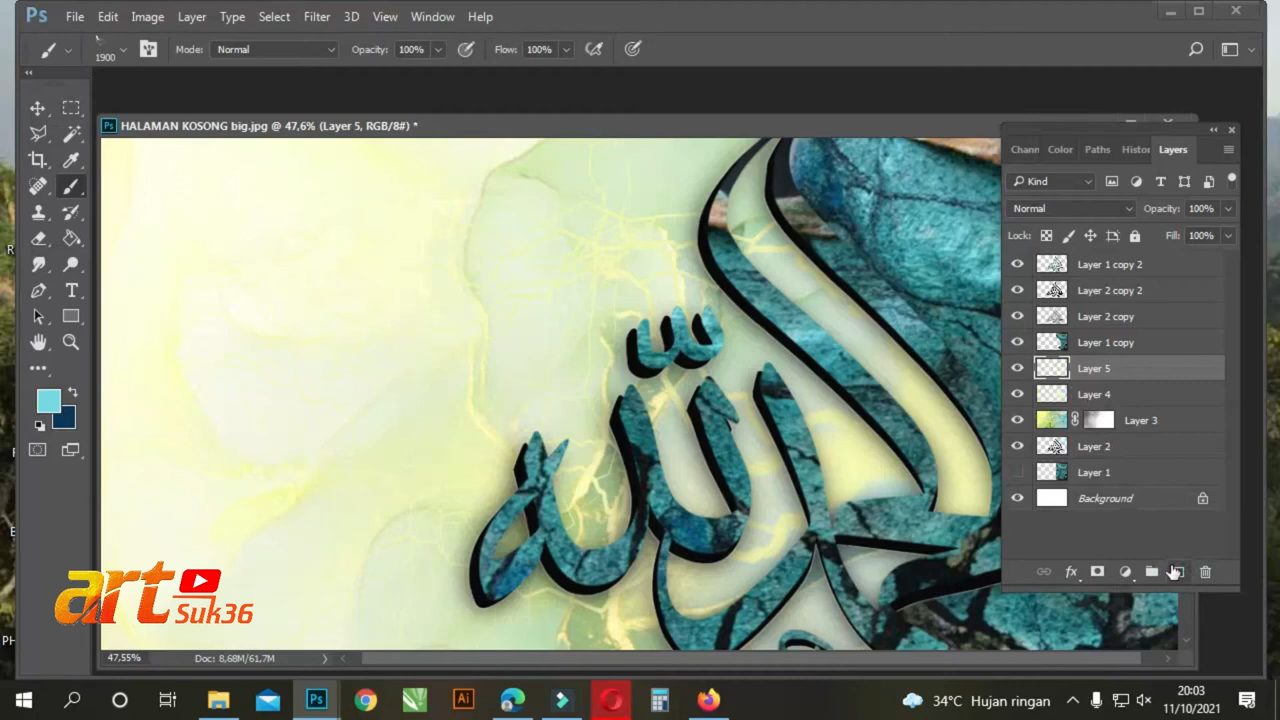 Ps File Edit Image Layer Type Select Filter 3D View Window Help
1900 Mode: Normal Opacity: 100% Flow: 100%
Ps HALAMAN KOSONG big.jpg @ 47,6% (Layer 5, RGB/8#) *
Chann Color Paths Histor Layers
Kind
Normal Opacity: 100%
Lock: Fill: 100%
Layer 1 copy 2
Layer 2 copy 2
Layer 2 copy
Layer 1 copy
Layer 5
Layer 4
Layer 3
Layer 2
Layer 1
Background
fx
art
Suk36
47,55% Doc: 8,68M/61,7M
Ps Ai 34°C Hujan ringan 20:03
11/10/2021